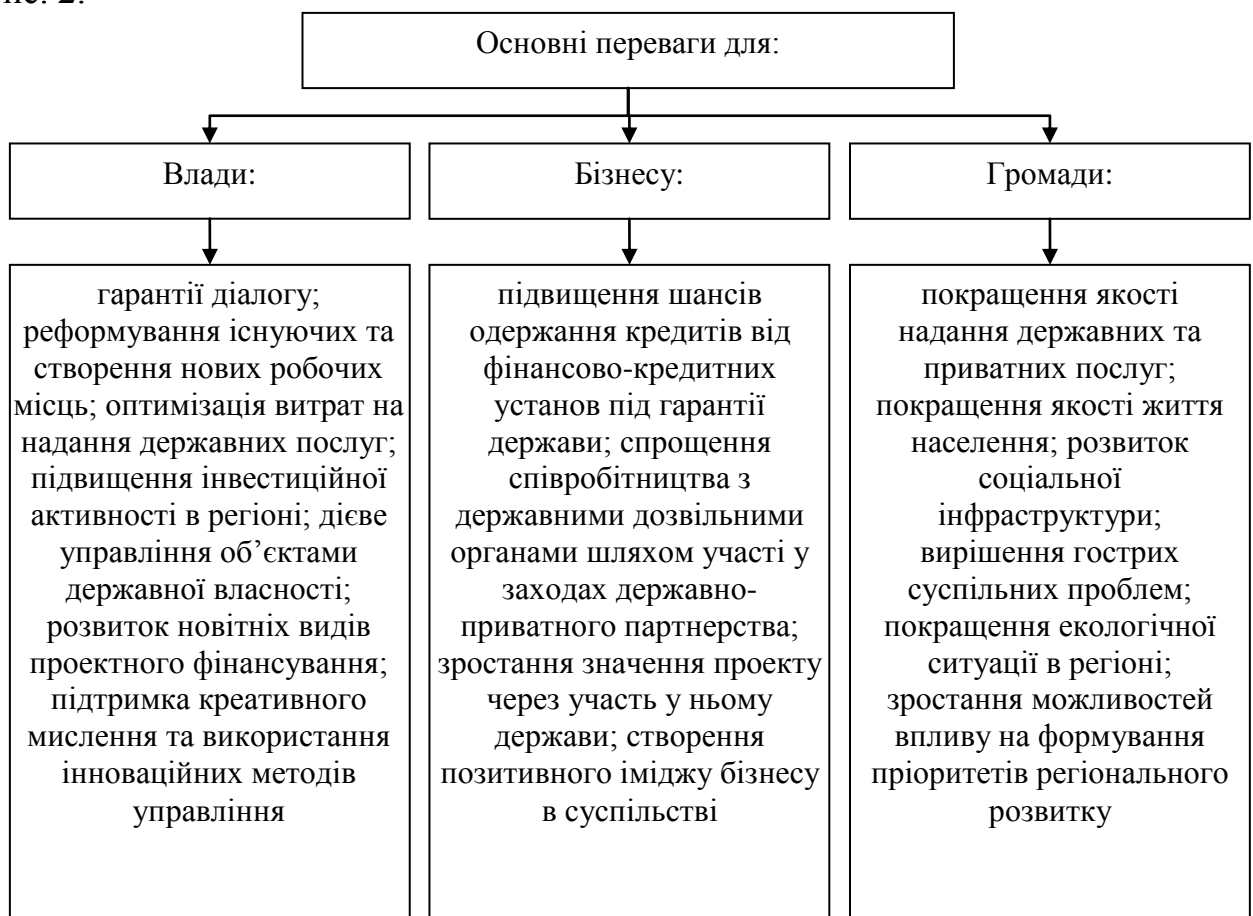 Основні переваги для:
Влади:
Бізнесу:
Громади:
гарантії діалогу;
реформування існуючих та
створення нових робочих
місць; оптимізація витрат на
надання державних послуг;
підвищення інвестиційної
активності в регіоні; дієве
управління об’єктами
державної власності;
розвиток новітніх видів
проектного фінансування;
підтримка креативного
мислення та використання
інноваційних методів
управління
підвищення шансів
одержання кредитів від
фінансово-кредитних
установ під гарантії
держави; спрощення
співробітництва з
державними дозвільними
органами шляхом участі у
заходах державно-
приватного партнерства;
зростання значення проекту
через участь у ньому
держави; створення
позитивного іміджу бізнесу
в суспільстві
покращення якості
надання державних та
приватних послуг;
покращення якості життя
населення; розвиток
соціальної
інфраструктури;
вирішення гострих
суспільних проблем;
покращення екологічної
ситуації в регіоні;
зростання можливостей
впливу на формування
пріоритетів регіонального
розвитку